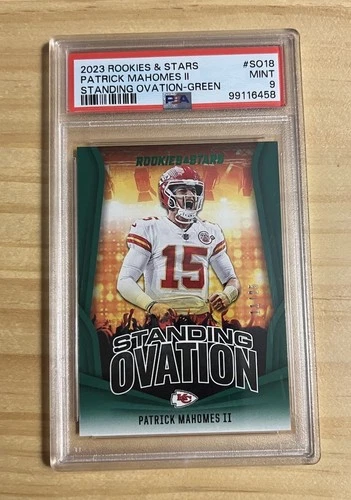 2023 ROOKIES & STARS #SO18
PATRICK MAHOMES II MINT
STANDING OVATION-GREEN 9
PSA 99116458
ROOKIES & STARS
15
STANDING
OVATION
KC
PATRICK MAHOMES II